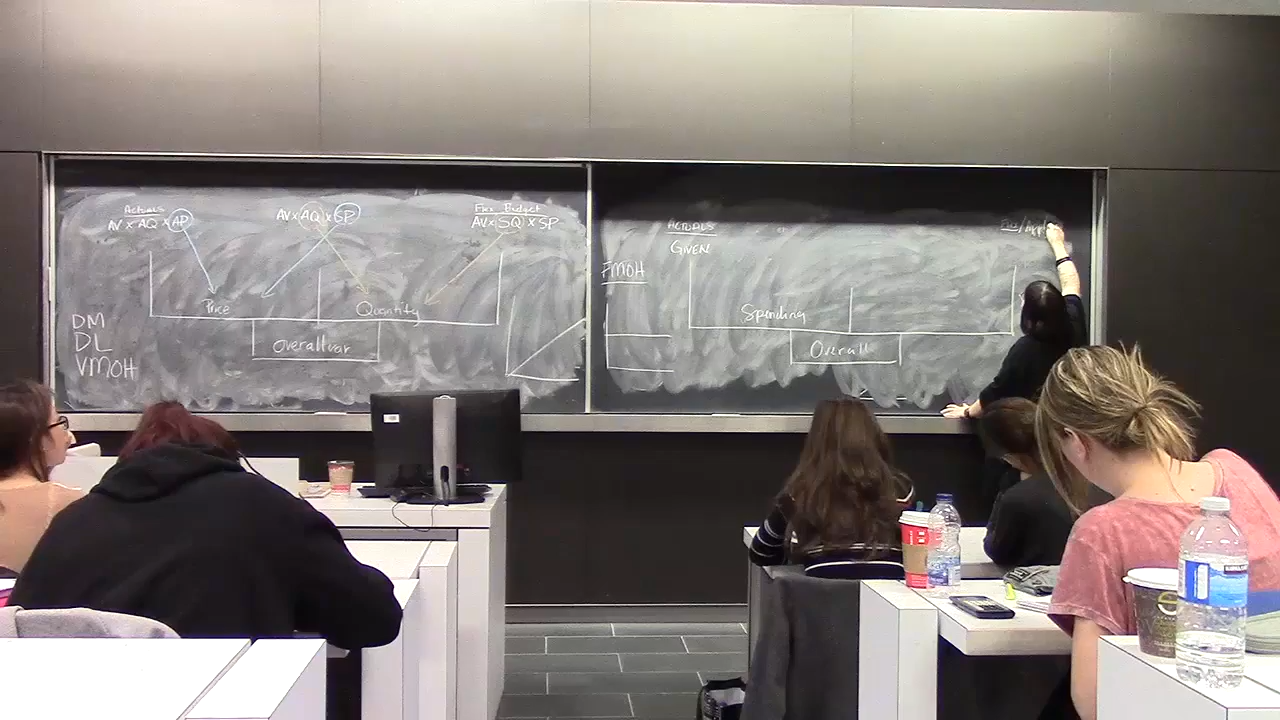 ACTUALS
AV x AQ x AP
AV x AQ x SP
Flex Budget
AV x SQ x SP
Price
Quantity
Overall var
DM
DL
VMOH
ACTUALS
GIVEN
FMOH
Spending
Overall